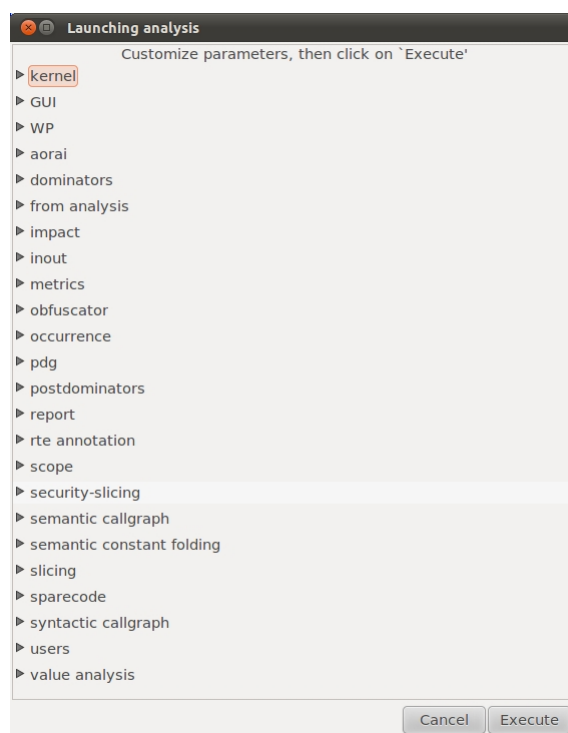 Launching analysis
Customize parameters, then click on `Execute'
kernel
GUI
WP
aorai
dominators
from analysis
impact
inout
metrics
obfuscator
occurrence
pdg
postdominators
report
rte annotation
scope
security-slicing
semantic callgraph
semantic constant folding
slicing
sparecode
syntactic callgraph
users
value analysis
Cancel Execute